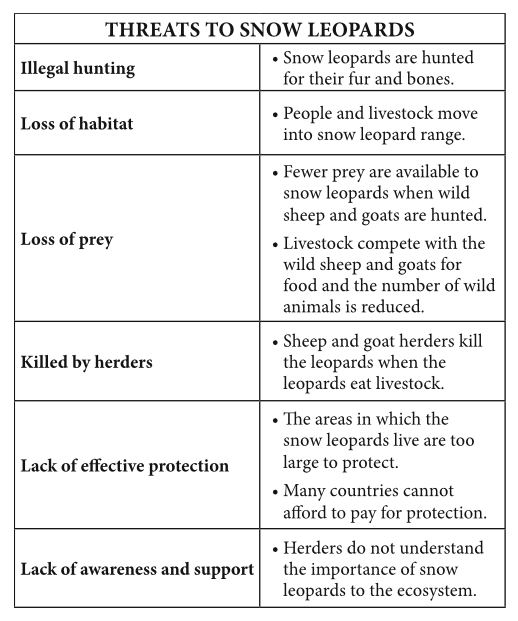 THREATS TO SNOW LEOPARDS
Illegal hunting
• Snow leopards are hunted
for their fur and bones.
Loss of habitat
• People and livestock move
into snow leopard range.
Loss of prey
• Fewer prey are available to
snow leopards when wild
sheep and goats are hunted.
• Livestock compete with the
wild sheep and goats for
food and the number of wild
animals is reduced.
Killed by herders
• Sheep and goat herders kill
the leopards when the
leopards eat livestock.
Lack of effective protection
• The areas in which the
snow leopards live are too
large to protect.
• Many countries cannot
afford to pay for protection.
Lack of awareness and support
• Herders do not understand
the importance of snow
leopards to the ecosystem.